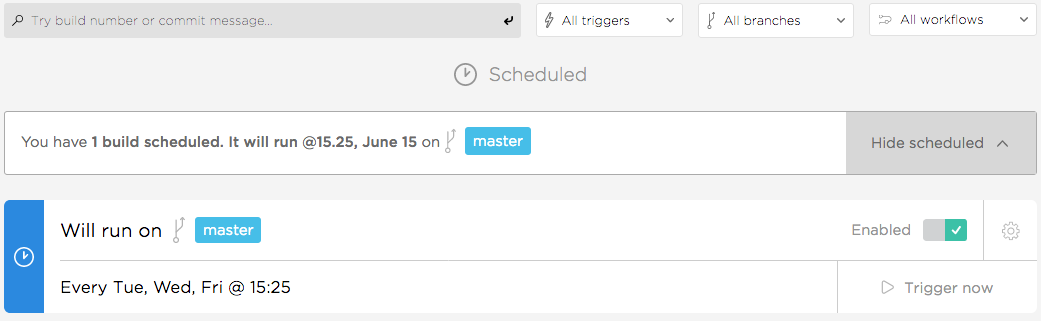 Try build number or commit message...
All triggers
All branches
All workflows
Scheduled
You have 1 build scheduled. It will run @15.25, June 15 on master
Hide scheduled
Will run on master
Enabled
Every Tue, Wed, Fri @ 15:25
Trigger now